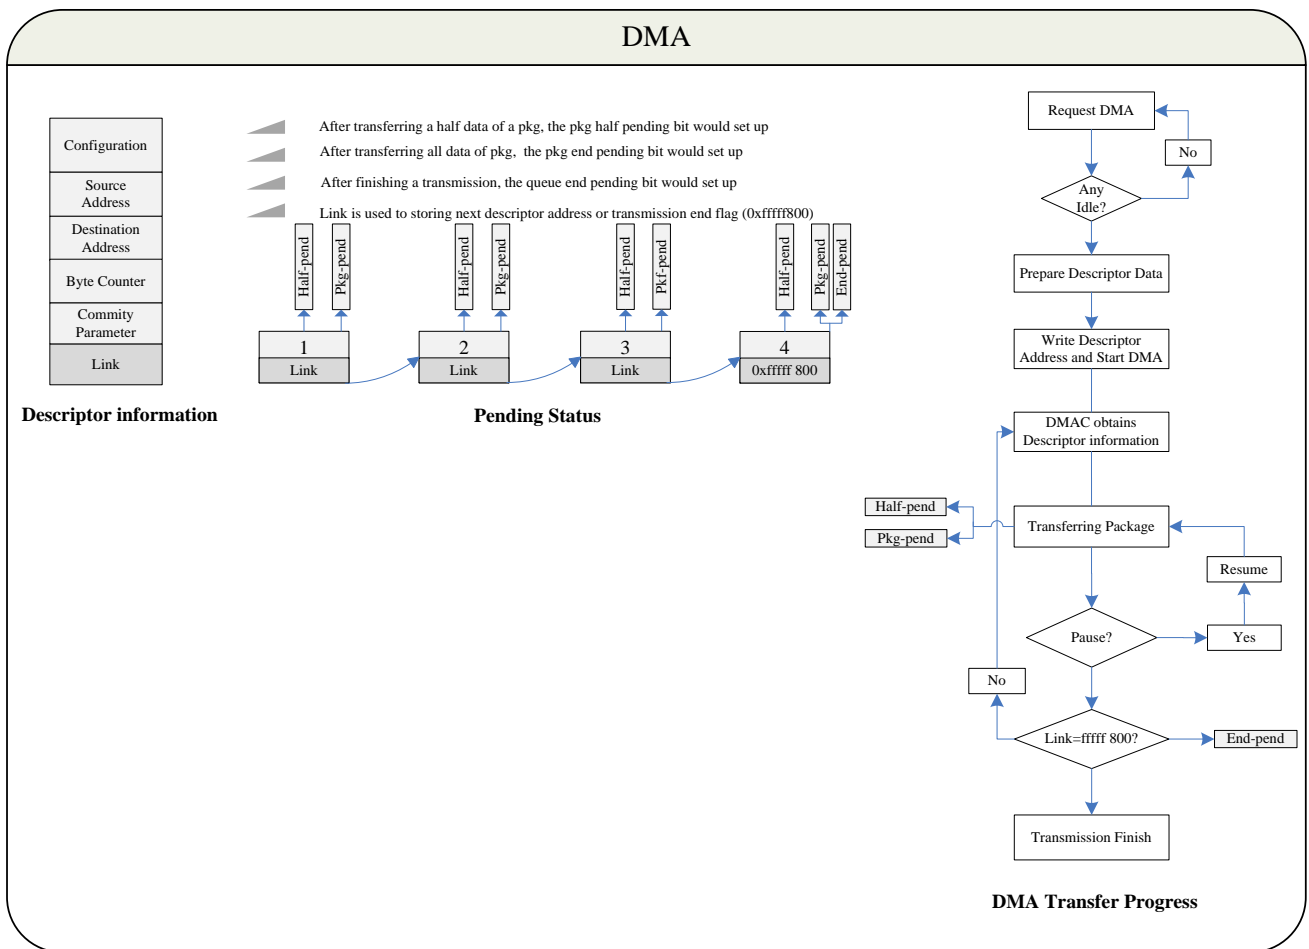 DMA
Configuration
Source
Address
Destination
Address
Byte Counter
Commity
Parameter
Link
Descriptor information
After transferring a half data of a pkg, the pkg half pending bit would set up
After transferring all data of pkg, the pkg end pending bit would set up
After finishing a transmission, the queue end pending bit would set up
Link is used to storing next descriptor address or transmission end flag (0xfffff800)
Half-pend
Pkg-pend
Half-pend
Pkg-pend
Half-pend
Pkf-pend
Half-pend
Pkg-pend
End-pend
1
Link
2
Link
3
Link
4
0xfffff 800
Pending Status
Request DMA
No
Any
Idle?
Prepare Descriptor Data
Write Descriptor
Address and Start DMA
DMAC obtains
Descriptor information
Half-pend
Pkg-pend
Transferring Package
Resume
Pause?
Yes
No
Link=fffff 800?
End-pend
Transmission Finish
DMA Transfer Progress